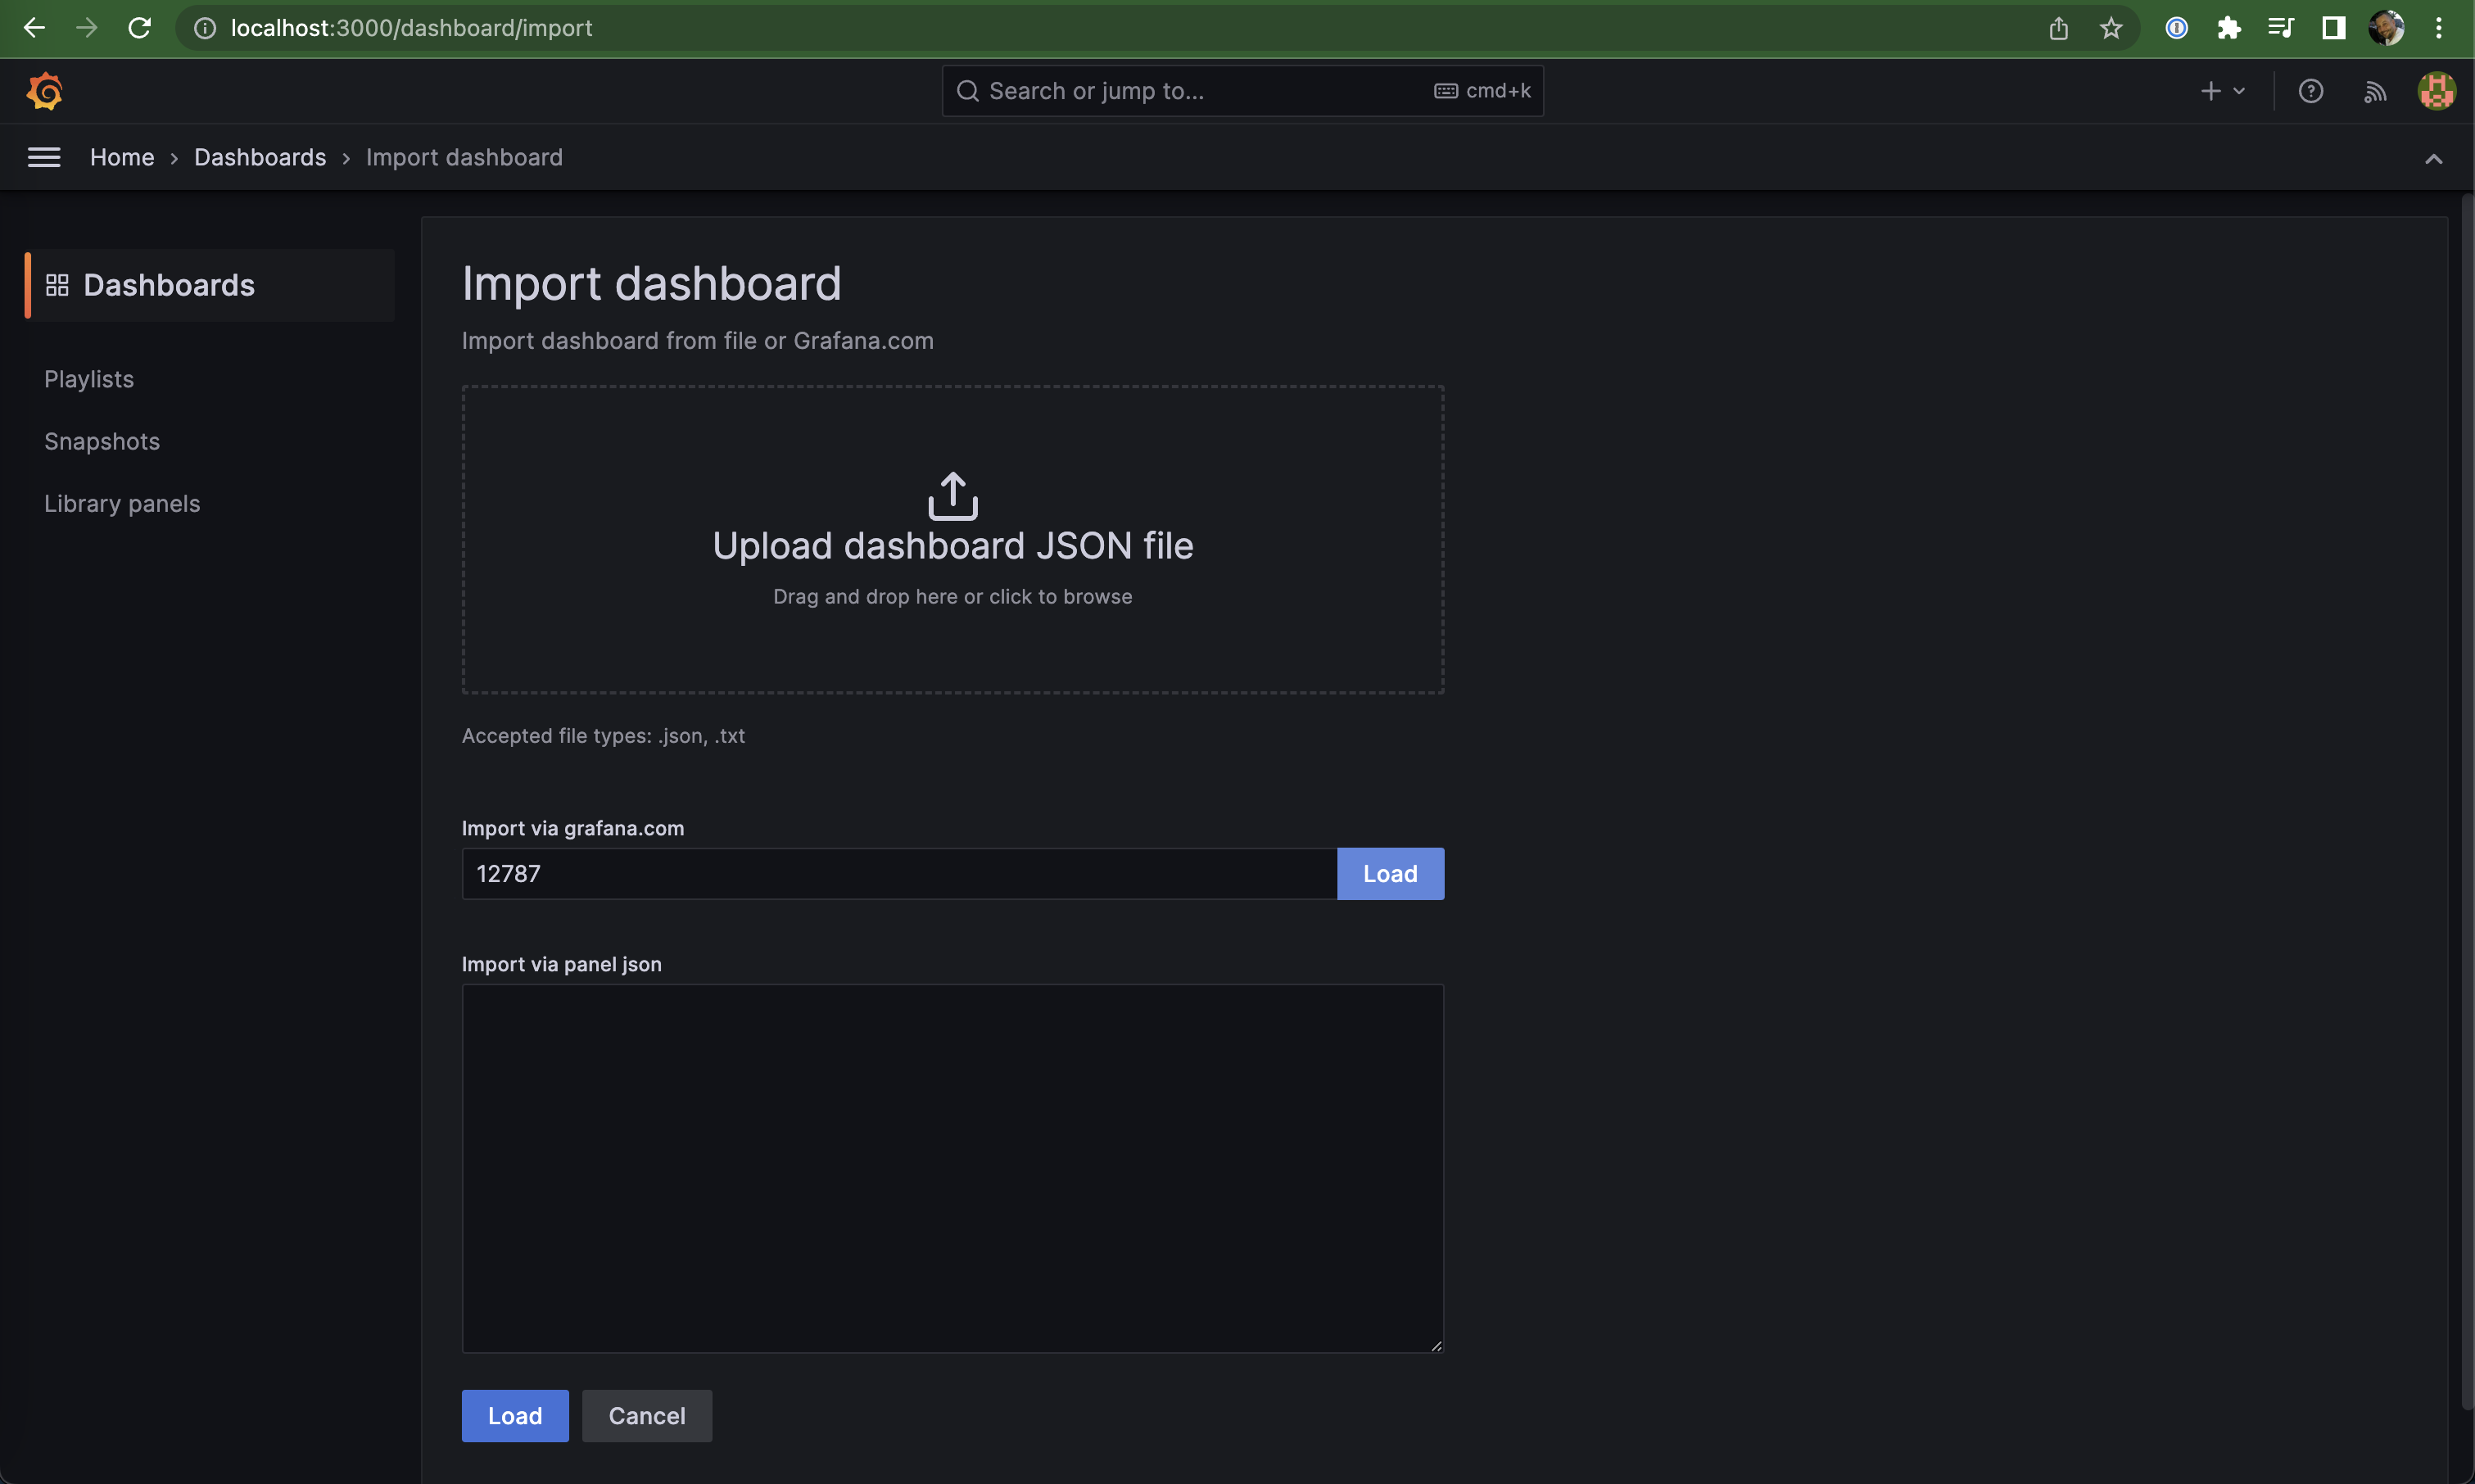 localhost:3000/dashboard/import
Search or jump to...
cmd+k
Home › Dashboards › Import dashboard
Dashboards
Playlists
Snapshots
Library panels
Import dashboard
Import dashboard from file or Grafana.com
Upload dashboard JSON file
Drag and drop here or click to browse
Accepted file types: .json, .txt
Import via grafana.com
12787
Load
Import via panel json
Load
Cancel